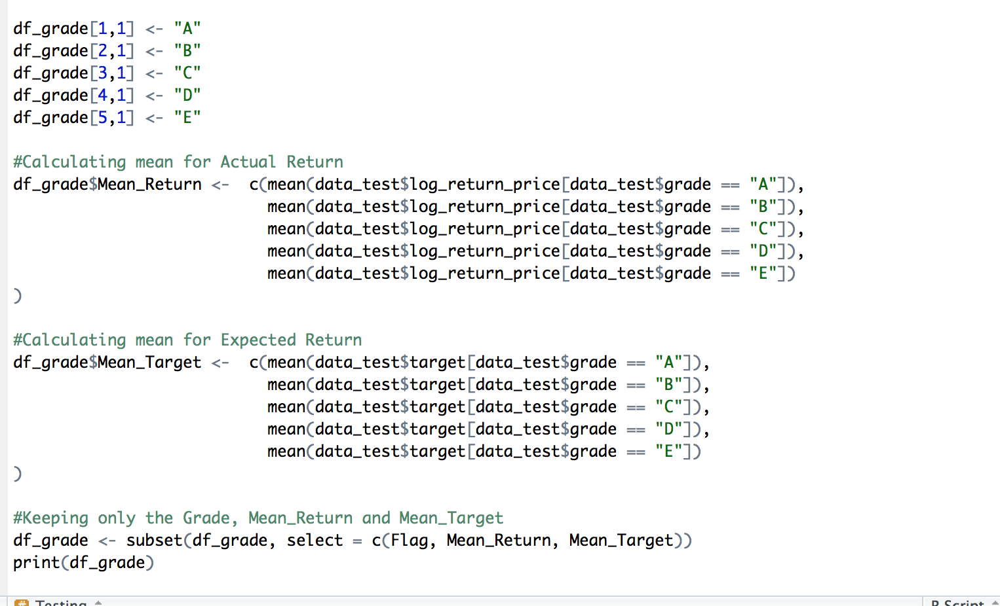 df_grade[1,1] <- "A"
df_grade[2,1] <- "B"
df_grade[3,1] <- "C"
df_grade[4,1] <- "D"
df_grade[5,1] <- "E"
#Calculating mean for Actual Return
df_grade$Mean_Return <-  c(mean(data_test$log_return_price[data_test$grade == "A"]),
mean(data_test$log_return_price[data_test$grade == "B"]),
mean(data_test$log_return_price[data_test$grade == "C"]),
mean(data_test$log_return_price[data_test$grade == "D"]),
mean(data_test$log_return_price[data_test$grade == "E"])
)
#Calculating mean for Expected Return
df_grade$Mean_Target <-  c(mean(data_test$target[data_test$grade == "A"]),
mean(data_test$target[data_test$grade == "B"]),
mean(data_test$target[data_test$grade == "C"]),
mean(data_test$target[data_test$grade == "D"]),
mean(data_test$target[data_test$grade == "E"])
)
#Keeping only the Grade, Mean_Return and Mean_Target
df_grade <- subset(df_grade, select = c(Flag, Mean_Return, Mean_Target))
print(df_grade)
# Testing R Script